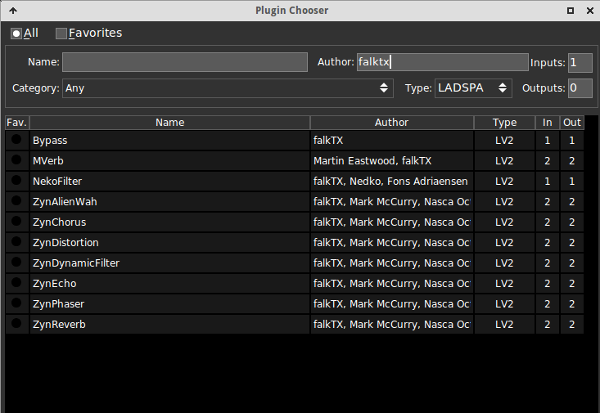 Plugin Chooser
All Favorites
Name: Author: falktx Inputs: 1
Category: Any Type: LADSPA Outputs: 0
Fav. Name Author Type In Out
Bypass falkTX LV2 1 1
MVerb Martin Eastwood, falkTX LV2 2 2
NekoFilter falkTX, Nedko, Fons Adriaensen LV2 1 1
ZynAlienWah falkTX, Mark McCurry, Nasca Oc LV2 2 2
ZynChorus falkTX, Mark McCurry, Nasca Oc LV2 2 2
ZynDistortion falkTX, Mark McCurry, Nasca Oc LV2 2 2
ZynDynamicFilter falkTX, Mark McCurry, Nasca Oc LV2 2 2
ZynEcho falkTX, Mark McCurry, Nasca Oc LV2 2 2
ZynPhaser falkTX, Mark McCurry, Nasca Oc LV2 2 2
ZynReverb falkTX, Mark McCurry, Nasca Oc LV2 2 2